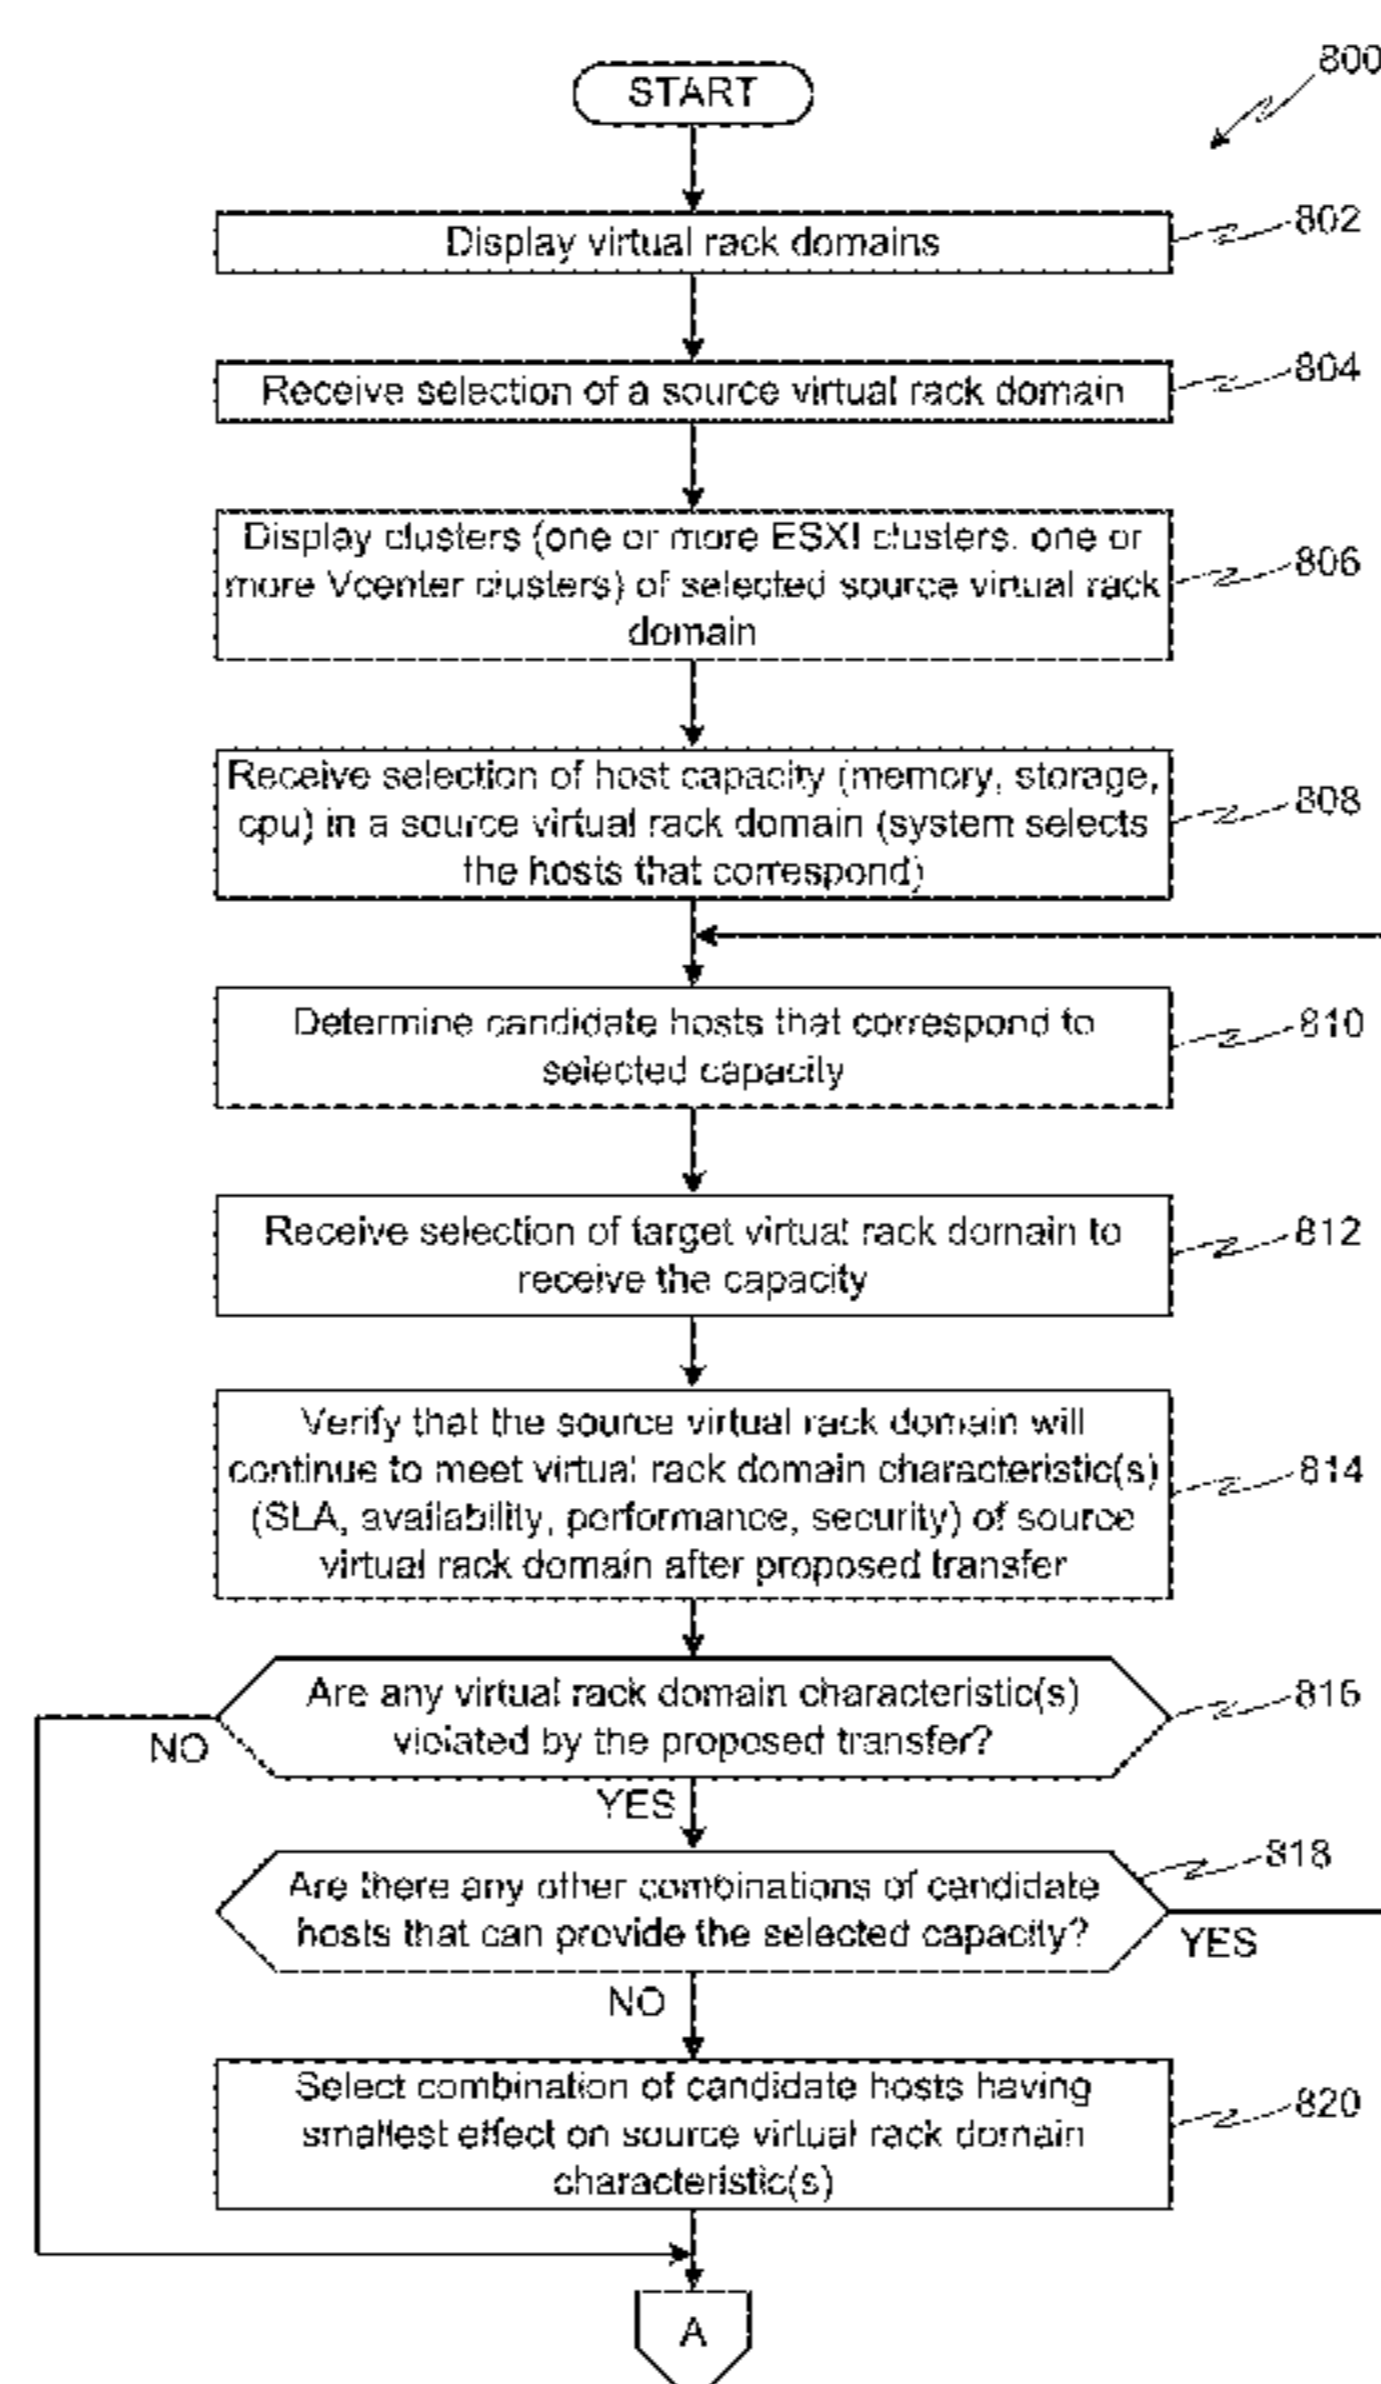 800
START
Display virtual rack domains
802
Receive selection of a source virtual rack domain
804
Display clusters (one or more ESXI clusters, one or
more Vcenter clusters) of selected source virtual rack
domain
806
Receive selection of host capacity (memory, storage,
cpu) in a source virtual rack domain (system selects
the hosts that correspond)
808
Determine candidate hosts that correspond to
selected capacity
810
Receive selection of target virtual rack domain to
receive the capacity
812
Verify that the source virtual rack domain will
continue to meet virtual rack domain characteristic(s)
(SLA, availability, performance, security) of source
virtual rack domain after proposed transfer
814
Are any virtual rack domain characteristic(s)
violated by the proposed transfer?
816
NO
YES
Are there any other combinations of candidate
hosts that can provide the selected capacity?
818
YES
NO
Select combination of candidate hosts having
smallest effect on source virtual rack domain
characteristic(s)
820
A